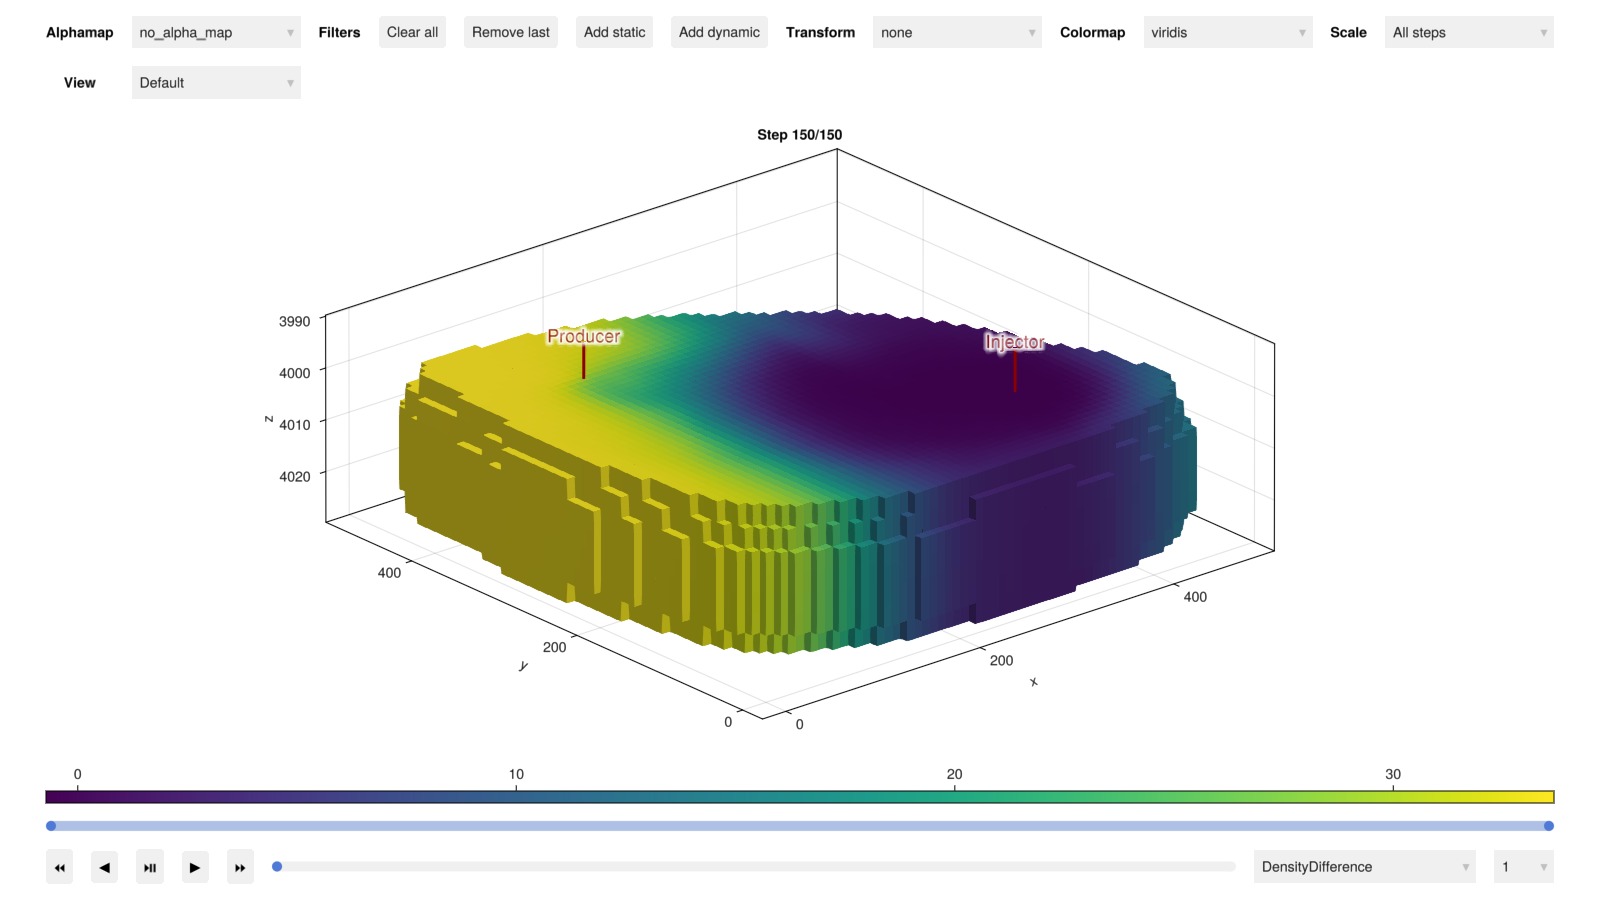 Alphamap no_alpha_map Filters Clear all Remove last Add static Add dynamic Transform none Colormap viridis Scale All steps
View Default
Step 150/150
Producer
Injector
3990
4000
z
4010
4020
400
200
y
0
400
200
x
0
0 10 20 30
DensityDifference 1